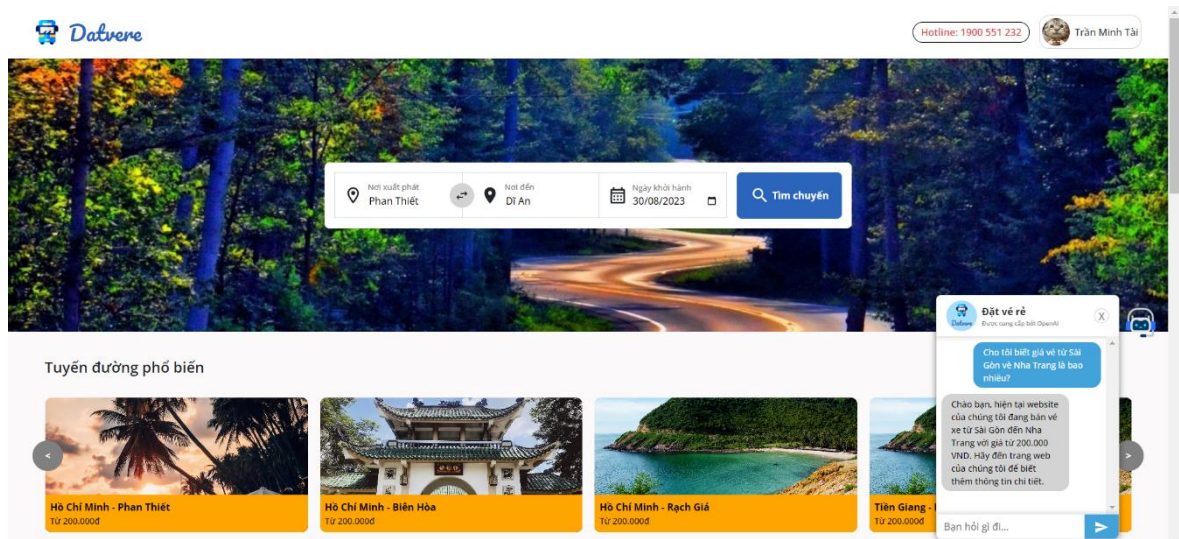 Datvere
Hotline: 1900 551 232
Trần Minh Tài
Nơi xuất phát
Phan Thiết
Nơi đến
Dĩ An
Ngày khởi hành
30/08/2023
Tìm chuyến
Tuyến đường phổ biến
Hồ Chí Minh - Phan Thiết
Từ 200.000đ
Hồ Chí Minh - Biên Hòa
Từ 200.000đ
Hồ Chí Minh - Rạch Giá
Từ 200.000đ
Tiền Giang -
Từ 200.000đ
Datvere
Đặt vé rẻ
Được cung cấp bởi OpenAI
X
Cho tôi biết giá vé từ Sài
Gòn về Nha Trang là bao
nhiêu?
Chào bạn, hiện tại website
của chúng tôi đang bán vé
xe từ Sài Gòn đến Nha
Trang với giá từ 200.000
VND. Hãy đến trang web
của chúng tôi để biết
thêm thông tin chi tiết.
Bạn hỏi gì đi...